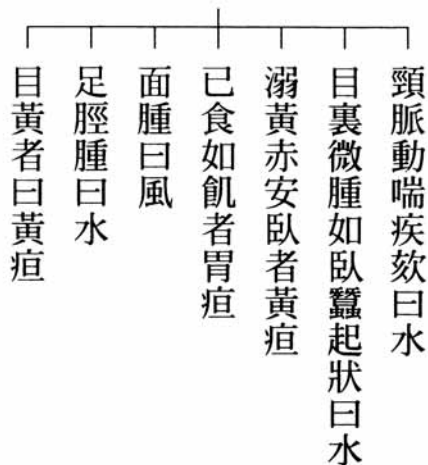 頸脈動喘疾欬曰水
目裏微腫如臥蠶起狀曰水
溺黃赤安臥者黃疸
已食如飢者胃疸
面腫曰風
足脛腫曰水
目黃者曰黃疸